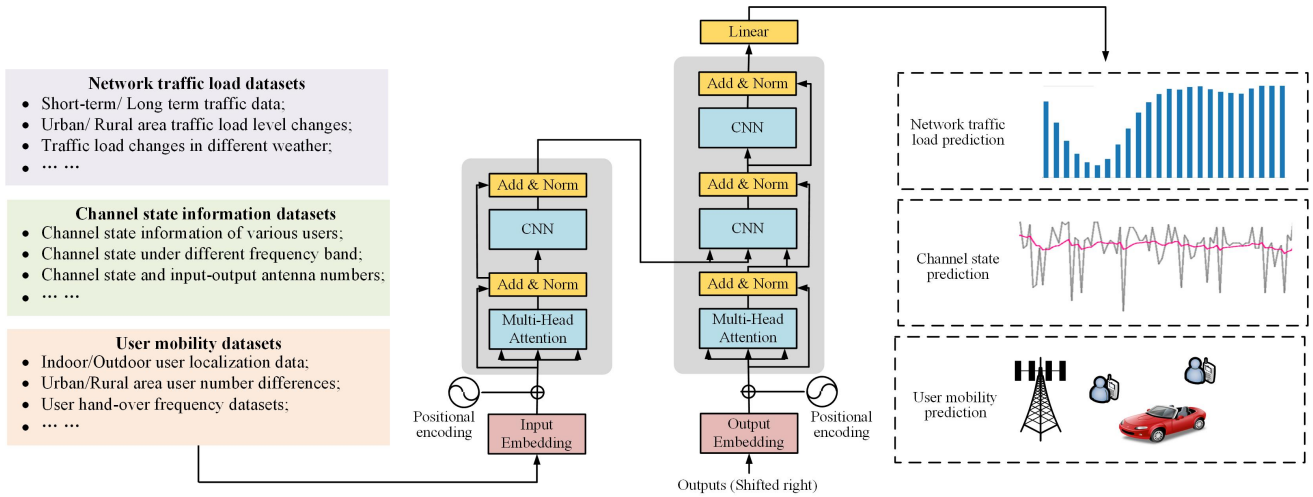 Network traffic load datasets
• Short-term/ Long term traffic data;
• Urban/ Rural area traffic load level changes;
• Traffic load changes in different weather;
• … …
Channel state information datasets
• Channel state information of various users;
• Channel state under different frequency band;
• Channel state and input-output antenna numbers;
• … …
User mobility datasets
• Indoor/Outdoor user localization data;
• Urban/Rural area user number differences;
• User hand-over frequency datasets;
• … …
Add & Norm
CNN
Add & Norm
Multi-Head
Attention
Positional
encoding
Input
Embedding
Linear
Add & Norm
CNN
Add & Norm
CNN
Add & Norm
Multi-Head
Attention
Positional
encoding
Output
Embedding
Outputs (Shifted right)
Network traffic
load prediction
Channel state
prediction
User mobility
prediction